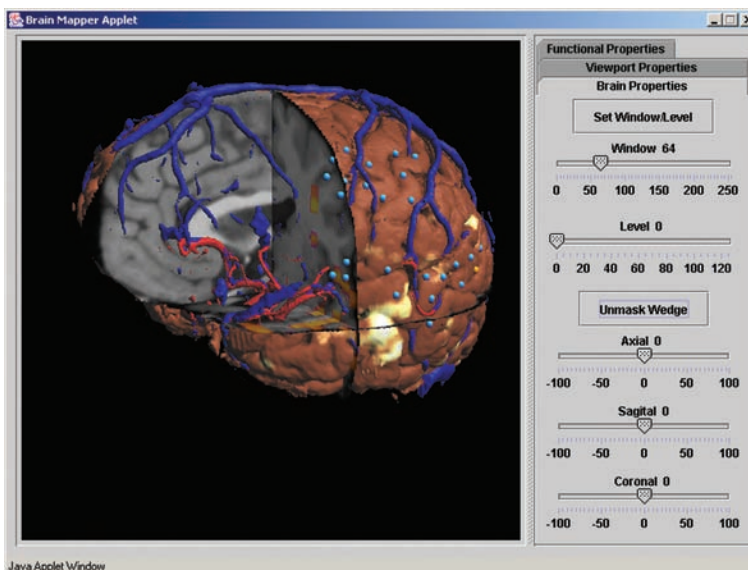 Brain Mapper Applet
Functional Properties
Viewport Properties
Brain Properties
Set Window/Level
Window 64
0 50 100 150 200 250
Level 0
0 20 40 60 80 100 120
Unmask Wedge
Axial 0
-100 -50 0 50 100
Sagital 0
-100 -50 0 50 100
Coronal 0
-100 -50 0 50 100
Java Applet Window